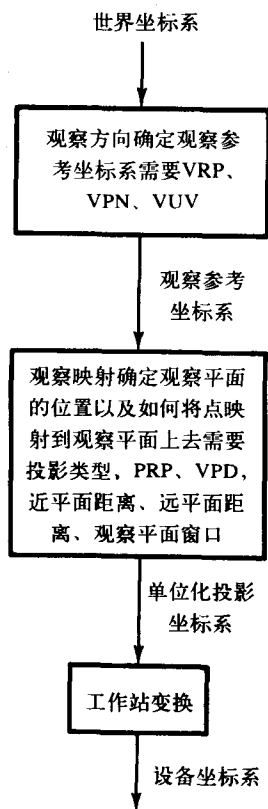 世界坐标系
观察方向确定观察参
考坐标系需要VRP、
VPN、VUV
观察参考
坐标系
观察映射确定观察平面
的位置以及如何将点映
射到观察平面上去需要
投影类型，PRP、VPD，
近平面距离、远平面距
离、观察平面窗口
单位化投影
坐标系
工作站变换
设备坐标系